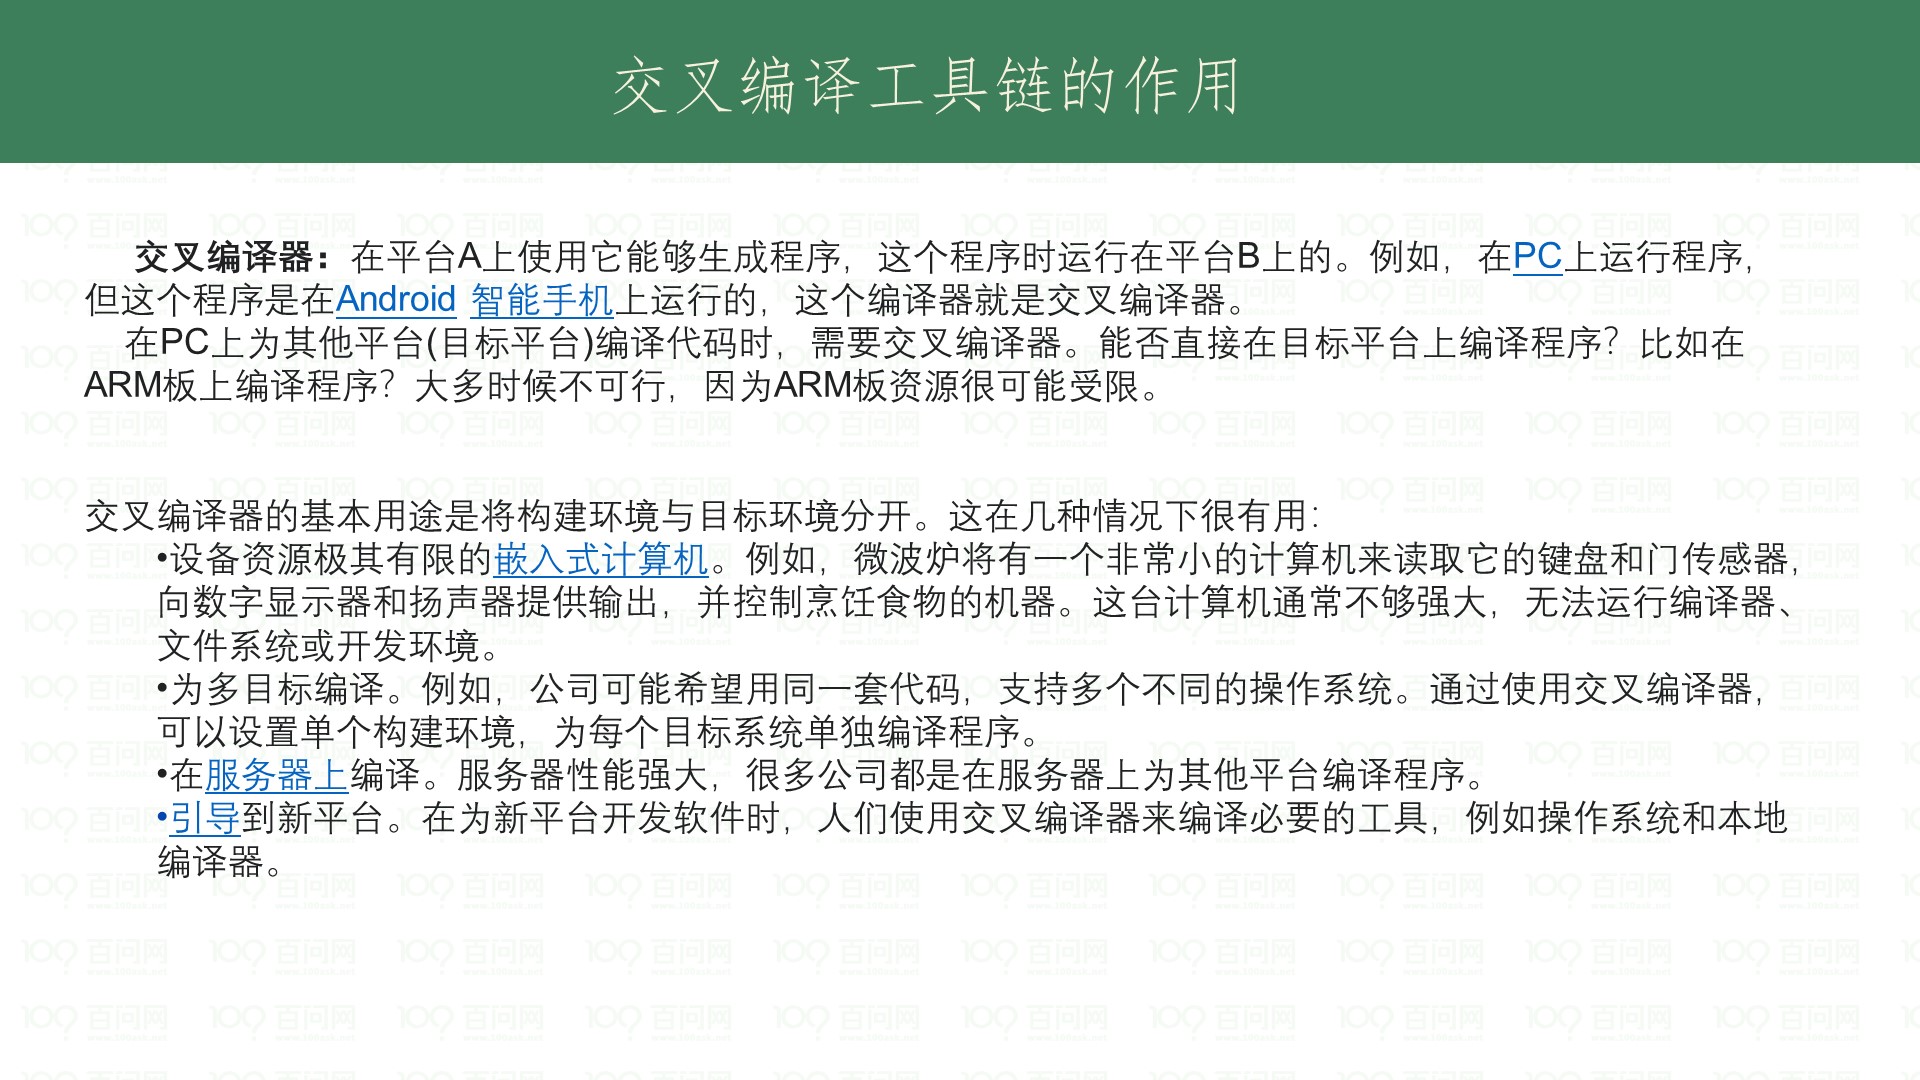 交叉编译工具链的作用
交叉编译器：在平台A上使用它能够生成程序，这个程序时运行在平台B上的。例如，在PC上运行程序，
但这个程序是在Android 智能手机上运行的，这个编译器就是交叉编译器。
在PC上为其他平台(目标平台)编译代码时，需要交叉编译器。能否直接在目标平台上编译程序？比如在
ARM板上编译程序？大多时候不可行，因为ARM板资源很可能受限。
交叉编译器的基本用途是将构建环境与目标环境分开。这在几种情况下很有用：
•设备资源极其有限的嵌入式计算机。例如，微波炉将有一个非常小的计算机来读取它的键盘和门传感器，
向数字显示器和扬声器提供输出，并控制烹饪食物的机器。这台计算机通常不够强大，无法运行编译器、
文件系统或开发环境。
•为多目标编译。例如，公司可能希望用同一套代码，支持多个不同的操作系统。通过使用交叉编译器，
可以设置单个构建环境，为每个目标系统单独编译程序。
•在服务器上编译。服务器性能强大，很多公司都是在服务器上为其他平台编译程序。
•引导到新平台。在为新平台开发软件时，人们使用交叉编译器来编译必要的工具，例如操作系统和本地
编译器。